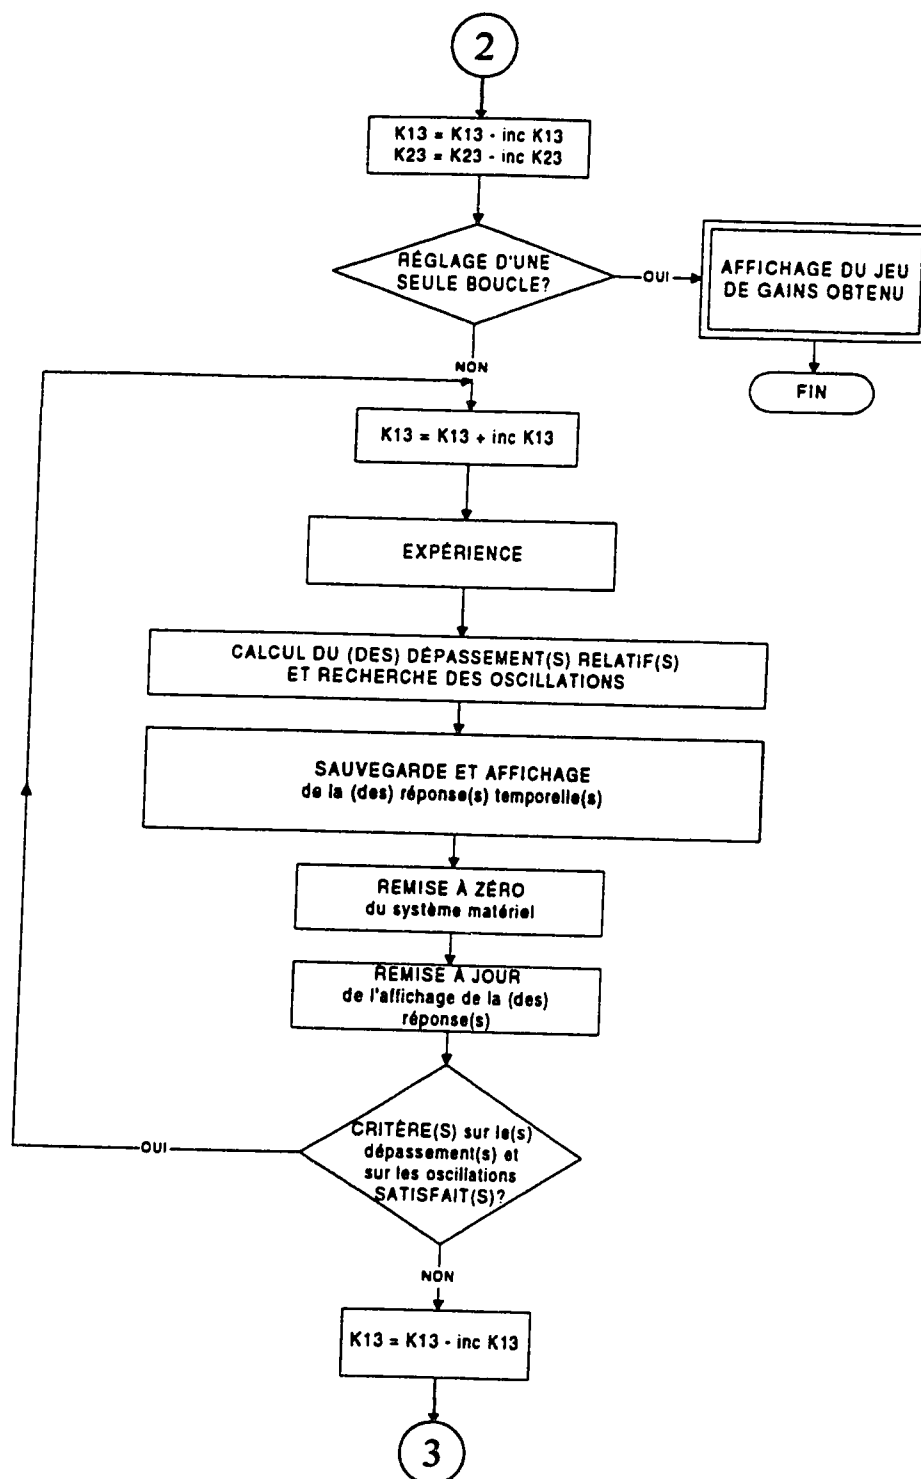 2
K13 = K13 - inc K13
K23 = K23 - inc K23
RÉGLAGE D'UNE
SEULE BOUCLE?
OUI
AFFICHAGE DU JEU
DE GAINS OBTENU
FIN
NON
K13 = K13 + inc K13
EXPÉRIENCE
CALCUL DU (DES) DÉPASSEMENT(S) RELATIF(S)
ET RECHERCHE DES OSCILLATIONS
SAUVEGARDE ET AFFICHAGE
de la (des) réponse(s) temporelle(s)
REMISE À ZÉRO
du système matériel
REMISE À JOUR
de l'affichage de la (des)
réponse(s)
CRITÈRE(S) sur le(s)
dépassement(s) et
sur les oscillations
SATISFAIT(S)?
OUI
NON
K13 = K13 - inc K13
3